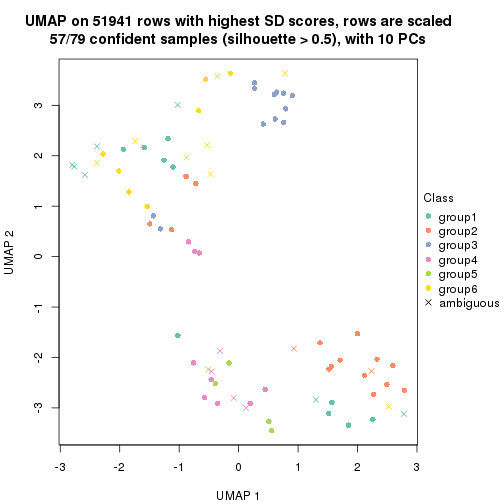 UMAP on 51941 rows with highest SD scores, rows are scaled
57/79 confident samples (silhouette > 0.5), with 10 PCs
UMAP 2
3
2
1
0
-1
-2
-3
-3
-2
-1
0
1
2
3
UMAP 1
Class
group1
group2
group3
group4
group5
group6
ambiguous